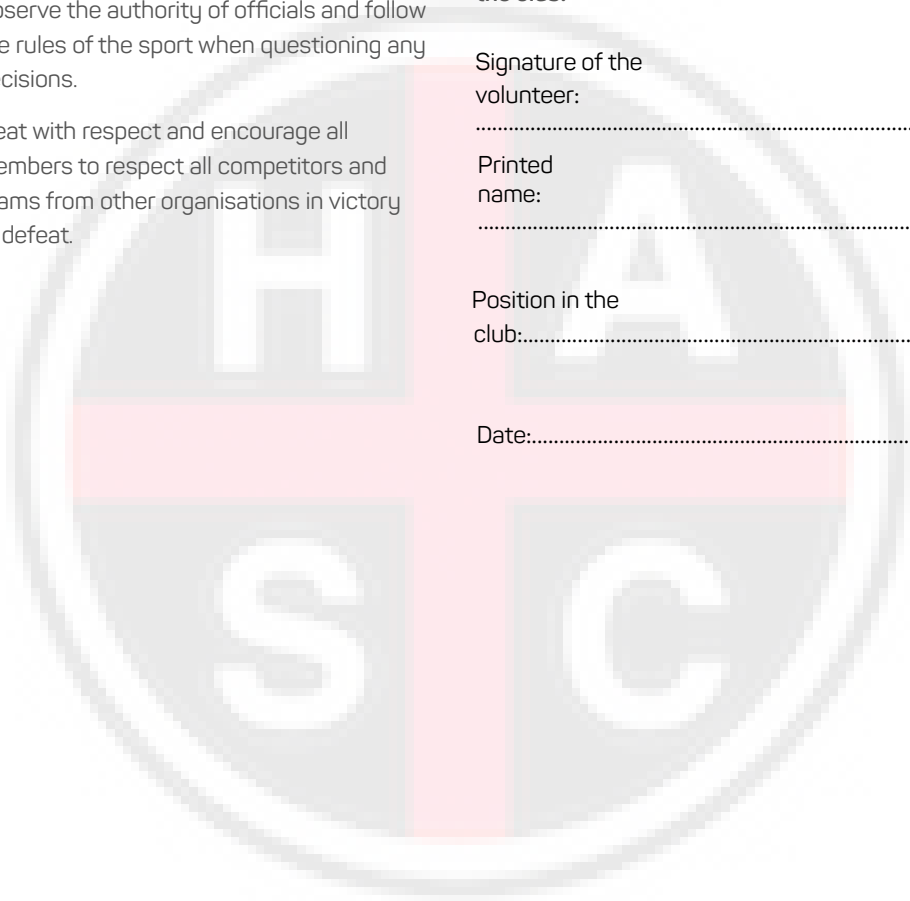 observe the authority of officials and follow
e rules of the sport when questioning any
ecisions.
eat with respect and encourage all
embers to respect all competitors and
ams from other organisations in victory
defeat.
Signature of the
volunteer:
Printed
name:
Position in the
club:
Date:
H A
S C